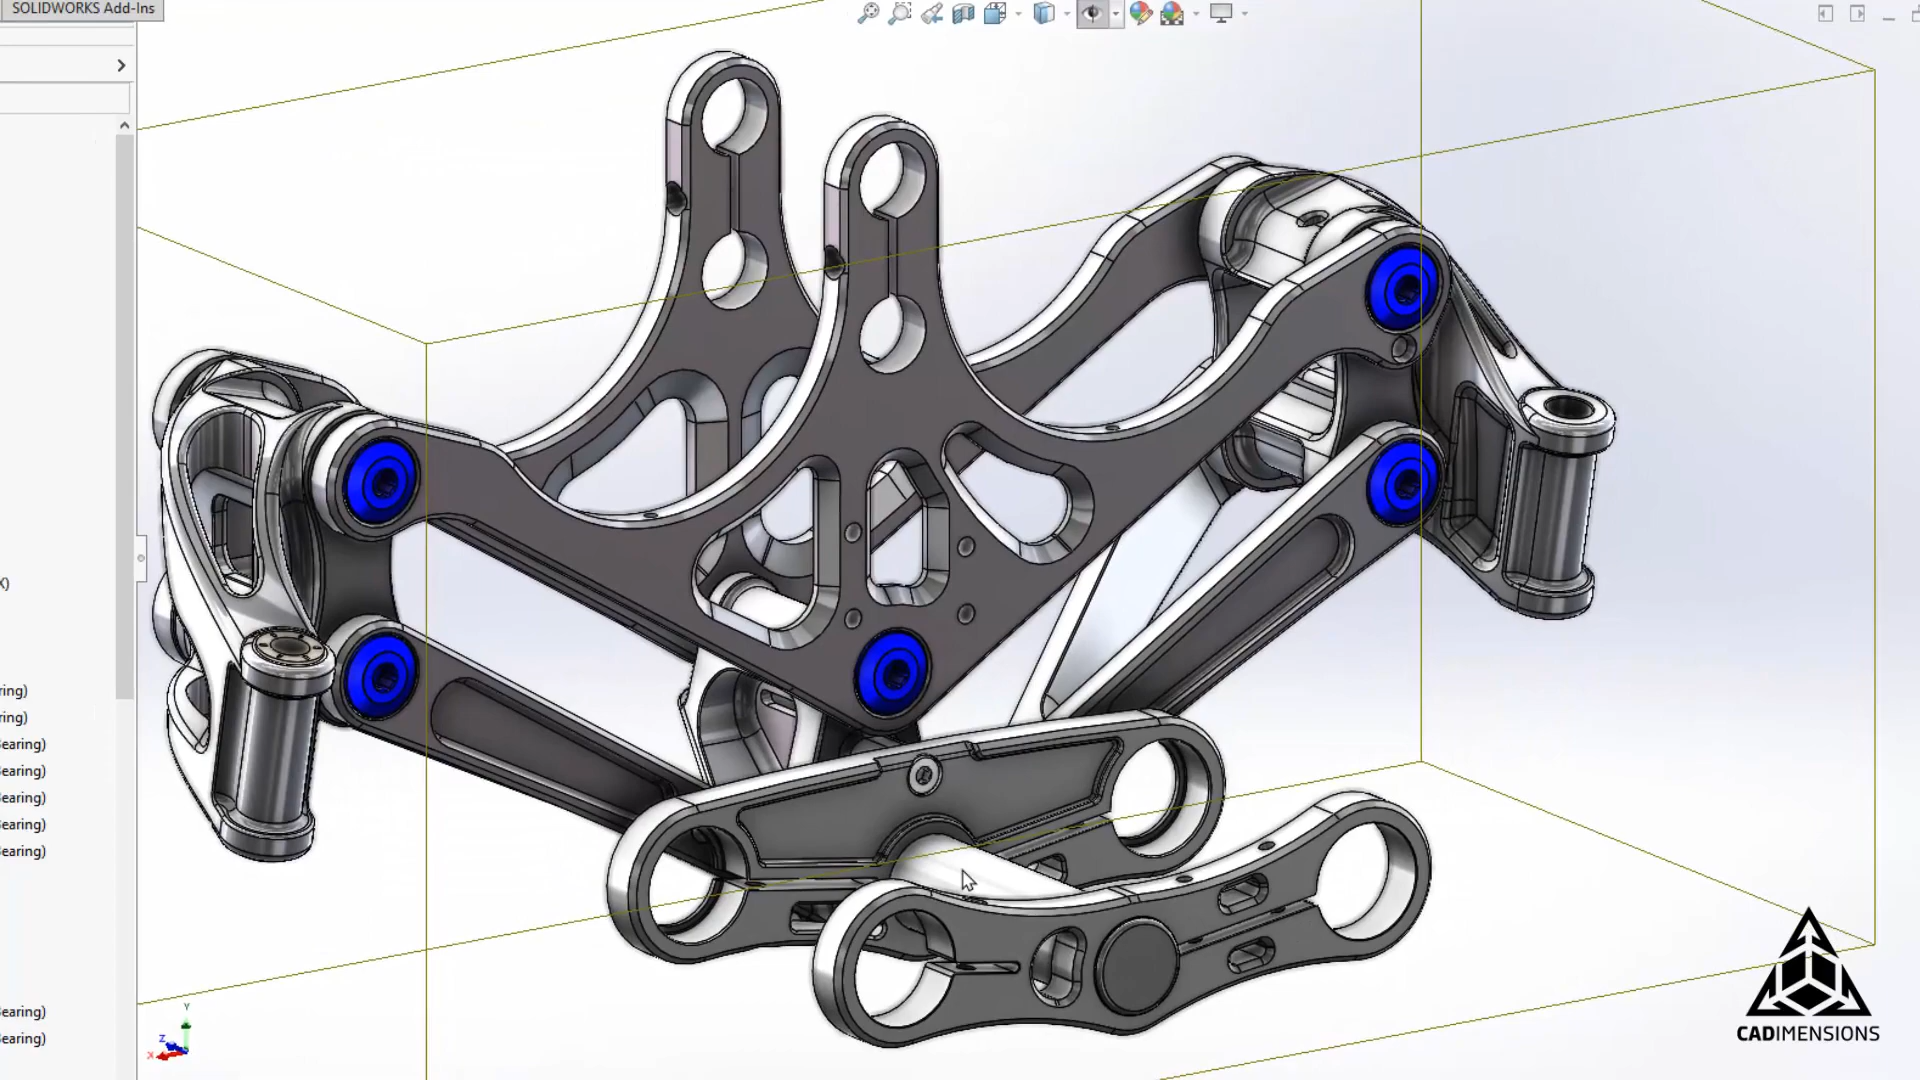 SOLIDWORKS Add-Ins
X)
ring)
ring)
earing)
earing)
earing)
earing)
earing)
earing)
earing)
Y
Z
X
CADIMENSIONS